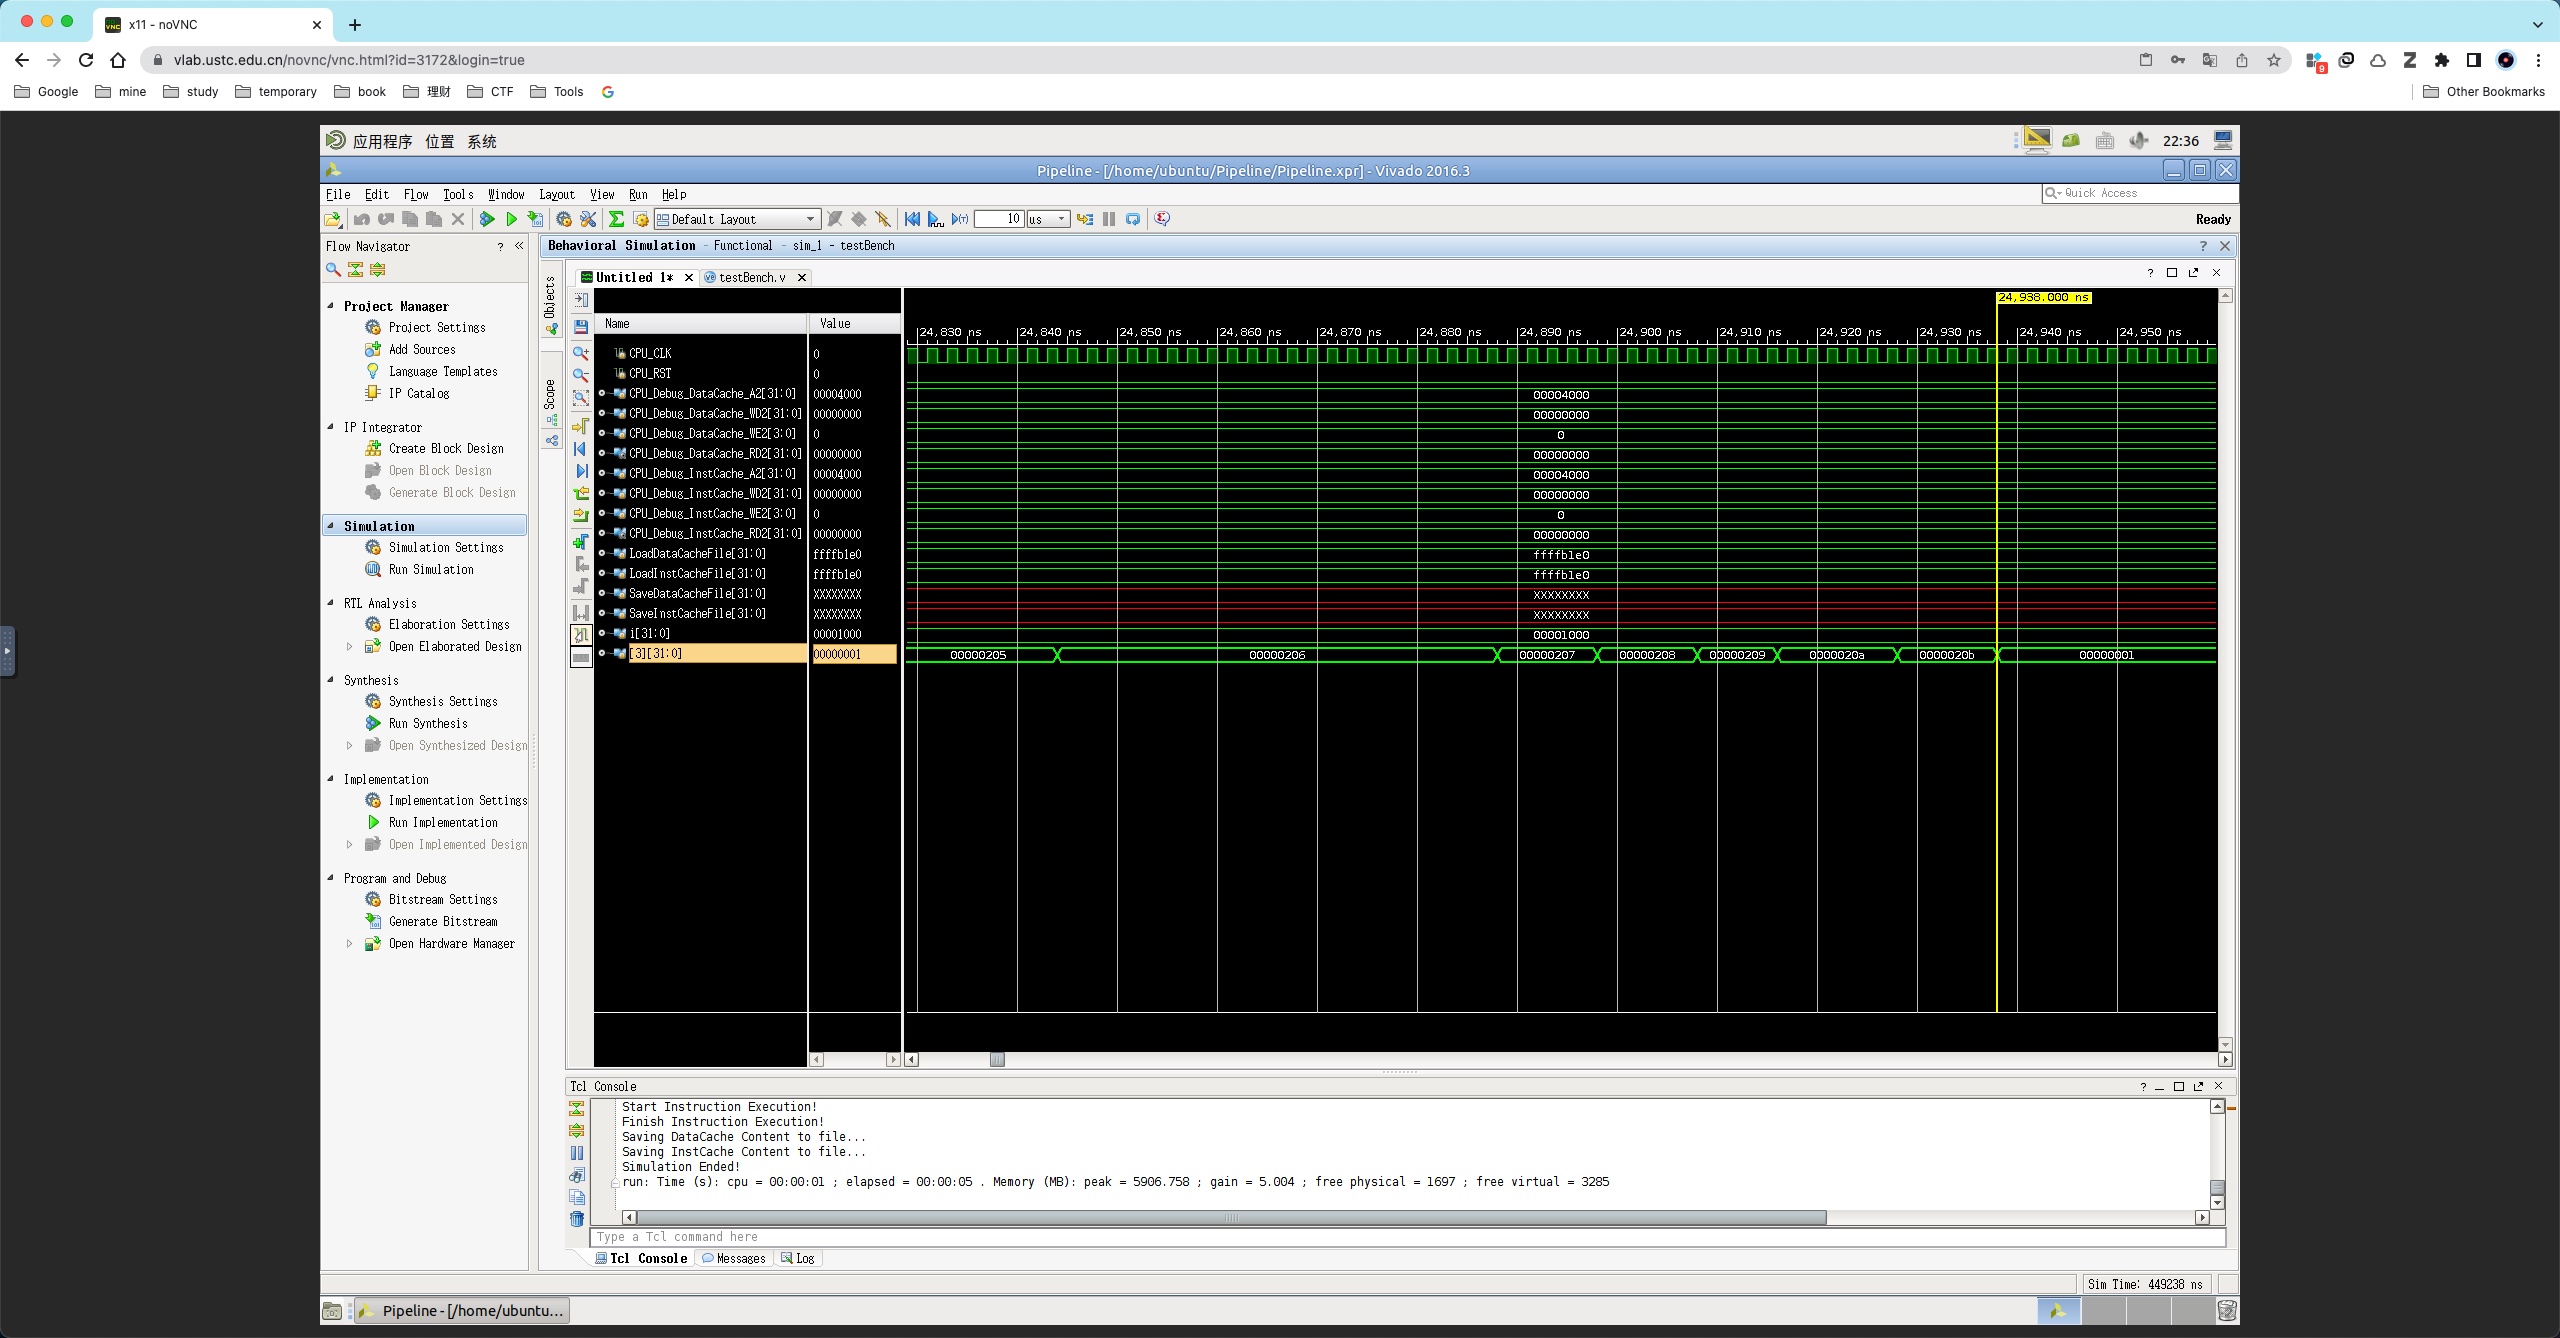 x11 - noVNC
vlab.ustc.edu.cn/novnc/vnc.html?id=3172&login=true
9
Google mine study temporary book 理财 CTF Tools Other Bookmarks
应用程序 位置 系统 22:36
Pipeline - [/home/ubuntu/Pipeline/Pipeline.xpr] - Vivado 2016.3
File Edit Flow Tools Window Layout View Run Help
Quick Access
Default Layout 10 us Ready
Flow Navigator ? «
Behavioral Simulation - Functional - sim_1 - testBench
Untitled 1* testBench.v
Objects
Scope
Project Manager
Project Settings
Add Sources
Language Templates
IP Catalog
IP Integrator
Create Block Design
Open Block Design
Generate Block Design
Simulation
Simulation Settings
Run Simulation
RTL Analysis
Elaboration Settings
Open Elaborated Design
Synthesis
Synthesis Settings
Run Synthesis
Open Synthesized Design
Implementation
Implementation Settings
Run Implementation
Open Implemented Design
Program and Debug
Bitstream Settings
Generate Bitstream
Open Hardware Manager
24,938.000 ns
Name Value
24,830 ns 24,840 ns 24,850 ns 24,860 ns 24,870 ns 24,880 ns 24,890 ns 24,900 ns 24,910 ns 24,920 ns 24,930 ns 24,940 ns 24,950 ns
CPU_CLK 0
CPU_RST 0
CPU_Debug_DataCache_A2[31:0] 00004000 00004000
CPU_Debug_DataCache_WD2[31:0] 00000000 00000000
CPU_Debug_DataCache_WE2[3:0] 0 0
CPU_Debug_DataCache_RD2[31:0] 00000000 00000000
CPU_Debug_InstCache_A2[31:0] 00004000 00004000
CPU_Debug_InstCache_WD2[31:0] 00000000 00000000
CPU_Debug_InstCache_WE2[3:0] 0 0
CPU_Debug_InstCache_RD2[31:0] 00000000 00000000
LoadDataCacheFile[31:0] ffffb1e0 ffffb1e0
LoadInstCacheFile[31:0] ffffb1e0 ffffb1e0
SaveDataCacheFile[31:0] XXXXXXXX XXXXXXXX
SaveInstCacheFile[31:0] XXXXXXXX XXXXXXXX
i[31:0] 00001000 00001000
[3][31:0] 00000001 00000205 00000206 00000207 00000208 00000209 0000020a 0000020b 00000001
Tcl Console
Start Instruction Execution!
Finish Instruction Execution!
Saving DataCache Content to file...
Saving InstCache Content to file...
Simulation Ended!
run: Time (s): cpu = 00:00:01 ; elapsed = 00:00:05 . Memory (MB): peak = 5906.758 ; gain = 5.004 ; free physical = 1697 ; free virtual = 3285
Type a Tcl command here
Tcl Console Messages Log
Sim Time: 449238 ns
Pipeline - [/home/ubuntu...